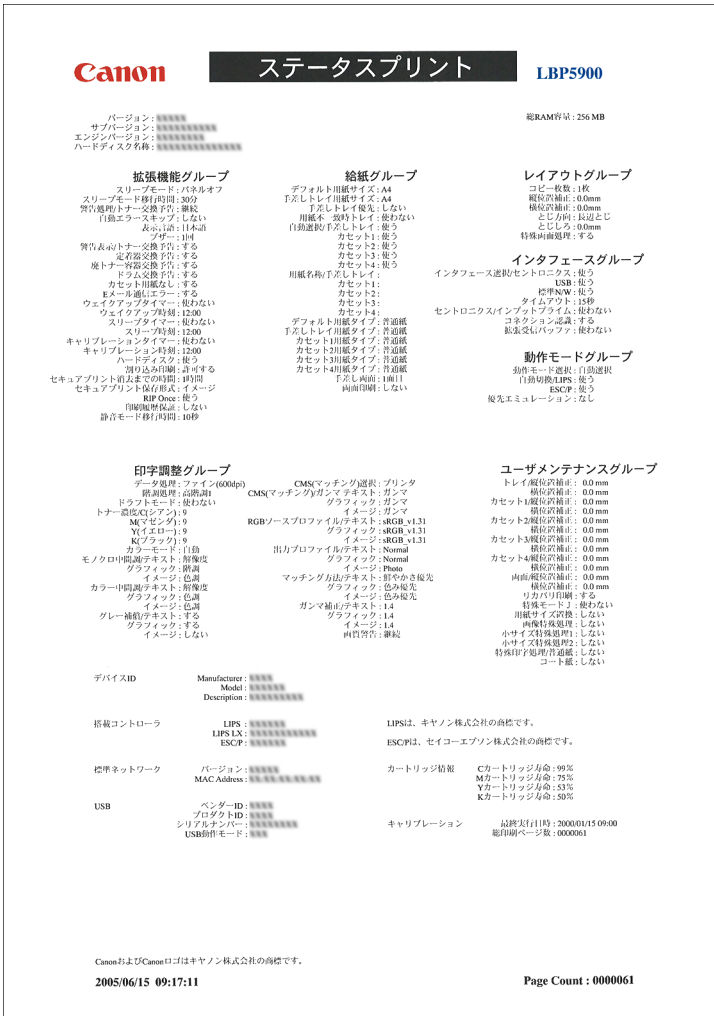 Canon
ステータスプリント
LBP5900
バージョン :
サブバージョン :
エンジンバージョン :
ハードディスク名称 :
総RAM容量 : 256 MB
拡張機能グループ
スリープモード : パネルオフ
スリープモード移行時間 : 30分
警告処理/トナー交換予告 : 継続
自動エラースキップ : しない
表示言語 : 日本語
ブザー : 1回
警告表示/トナー交換予告 : する
定着器交換予告 : する
廃トナー容器交換予告 : する
ドラム交換予告 : する
カセット用紙なし : する
Eメール通信エラー : する
ウェイクアップタイマー : 使わない
ウェイクアップ時刻 : 12:00
スリープタイマー : 使わない
スリープ時刻 : 12:00
キャリブレーションタイマー : 使わない
キャリブレーション時刻 : 12:00
ハードディスク : 使う
割り込み印刷 : 許可する
セキュアプリント消去までの時間 : 1時間
セキュアプリント保存形式 : イメージ
RIP Once : 使う
印刷履歴保証 : しない
静音モード移行時間 : 10秒
給紙グループ
デフォルト用紙サイズ : A4
手差しトレイ用紙サイズ : A4
手差しトレイ優先 : しない
用紙不一致時トレイ : 使わない
自動選択/手差しトレイ : 使う
カセット1 : 使う
カセット2 : 使う
カセット3 : 使う
カセット4 : 使う
用紙名称/手差しトレイ :
カセット1 :
カセット2 :
カセット3 :
カセット4 :
デフォルト用紙タイプ : 普通紙
手差しトレイ用紙タイプ : 普通紙
カセット1用紙タイプ : 普通紙
カセット2用紙タイプ : 普通紙
カセット3用紙タイプ : 普通紙
カセット4用紙タイプ : 普通紙
手差し両面 : 1面目
両面印刷 : しない
レイアウトグループ
コピー枚数 : 1枚
縦位置補正 : 0.0mm
横位置補正 : 0.0mm
とじ方向 : 長辺とじ
とじしろ : 0.0mm
特殊両面処理 : する
インタフェースグループ
インタフェース選択/セントロニクス : 使う
USB : 使う
標準N/W : 使う
タイムアウト : 15秒
セントロニクス/インプットプライム : 使わない
コネクション認識 : する
拡張受信バッファ : 使わない
動作モードグループ
動作モード選択 : 自動選択
自動切換/LIPS : 使う
ESC/P : 使う
優先エミュレーション : なし
印字調整グループ
データ処理 : ファイン(600dpi)
階調処理 : 高階調1
ドラフトモード : 使わない
トナー濃度/C(シアン) : 9
M(マゼンダ) : 9
Y(イエロー) : 9
K(ブラック) : 9
カラーモード : 自動
モノクロ中間調/テキスト : 解像度
グラフィック : 階調
イメージ : 色調
カラー中間調/テキスト : 解像度
グラフィック : 色調
イメージ : 色調
グレー補償/テキスト : する
グラフィック : する
イメージ : しない
CMS(マッチング)選択 : プリンタ
CMS(マッチング)/ガンマ テキスト : ガンマ
グラフィック : ガンマ
イメージ : ガンマ
RGBソースプロファイル/テキスト : sRGB_v1.31
グラフィック : sRGB_v1.31
イメージ : sRGB_v1.31
出力プロファイル/テキスト : Normal
グラフィック : Normal
イメージ : Photo
マッチング方法/テキスト : 鮮やかさ優先
グラフィック : 色み優先
イメージ : 色み優先
ガンマ補正/テキスト : 1.4
グラフィック : 1.4
イメージ : 1.4
画質警告 : 継続
ユーザメンテナンスグループ
トレイ/縦位置補正 : 0.0 mm
横位置補正 : 0.0 mm
カセット1/縦位置補正 : 0.0 mm
横位置補正 : 0.0 mm
カセット2/縦位置補正 : 0.0 mm
横位置補正 : 0.0 mm
カセット3/縦位置補正 : 0.0 mm
横位置補正 : 0.0 mm
カセット4/縦位置補正 : 0.0 mm
横位置補正 : 0.0 mm
両面/縦位置補正 : 0.0 mm
横位置補正 : 0.0 mm
リカバリ印刷 : する
特殊モードJ : 使わない
用紙サイズ置換 : しない
画像特殊処理 : しない
小サイズ特殊処理1 : しない
小サイズ特殊処理2 : しない
特殊印字処理/普通紙 : しない
コート紙 : しない
デバイスID
Manufacturer :
Model :
Description :
搭載コントローラ
LIPS :
LIPS LX :
ESC/P :
LIPSは、キヤノン株式会社の商標です。
ESC/Pは、セイコーエプソン株式会社の商標です。
標準ネットワーク
バージョン :
MAC Address :
カートリッジ情報
Cカートリッジ寿命 : 99%
Mカートリッジ寿命 : 75%
Yカートリッジ寿命 : 53%
Kカートリッジ寿命 : 50%
USB
ベンダーID :
プロダクトID :
シリアルナンバー :
USB動作モード :
キャリブレーション
最終実行日時 : 2000/01/15 09:00
総印刷ページ数 : 0000061
CanonおよびCanonロゴはキヤノン株式会社の商標です。
2005/06/15 09:17:11
Page Count : 0000061